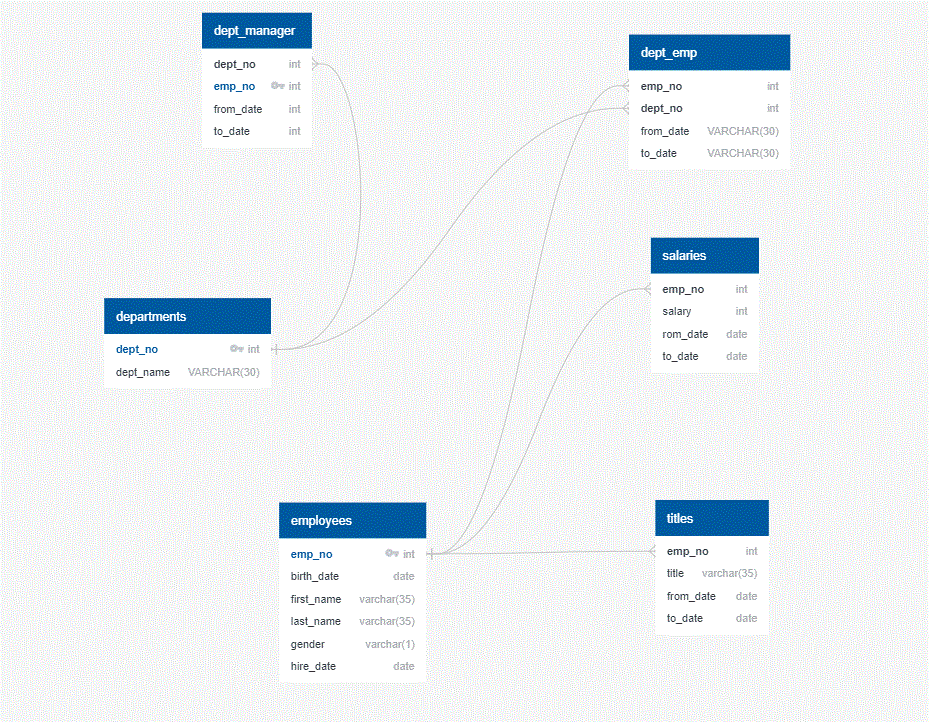 dept_manager
dept_no int
emp_no int
from_date int
to_date int
dept_emp
emp_no int
dept_no int
from_date VARCHAR(30)
to_date VARCHAR(30)
salaries
emp_no int
salary int
rom_date date
to_date date
departments
dept_no int
dept_name VARCHAR(30)
employees
emp_no int
birth_date date
first_name varchar(35)
last_name varchar(35)
gender varchar(1)
hire_date date
titles
emp_no int
title varchar(35)
from_date date
to_date date